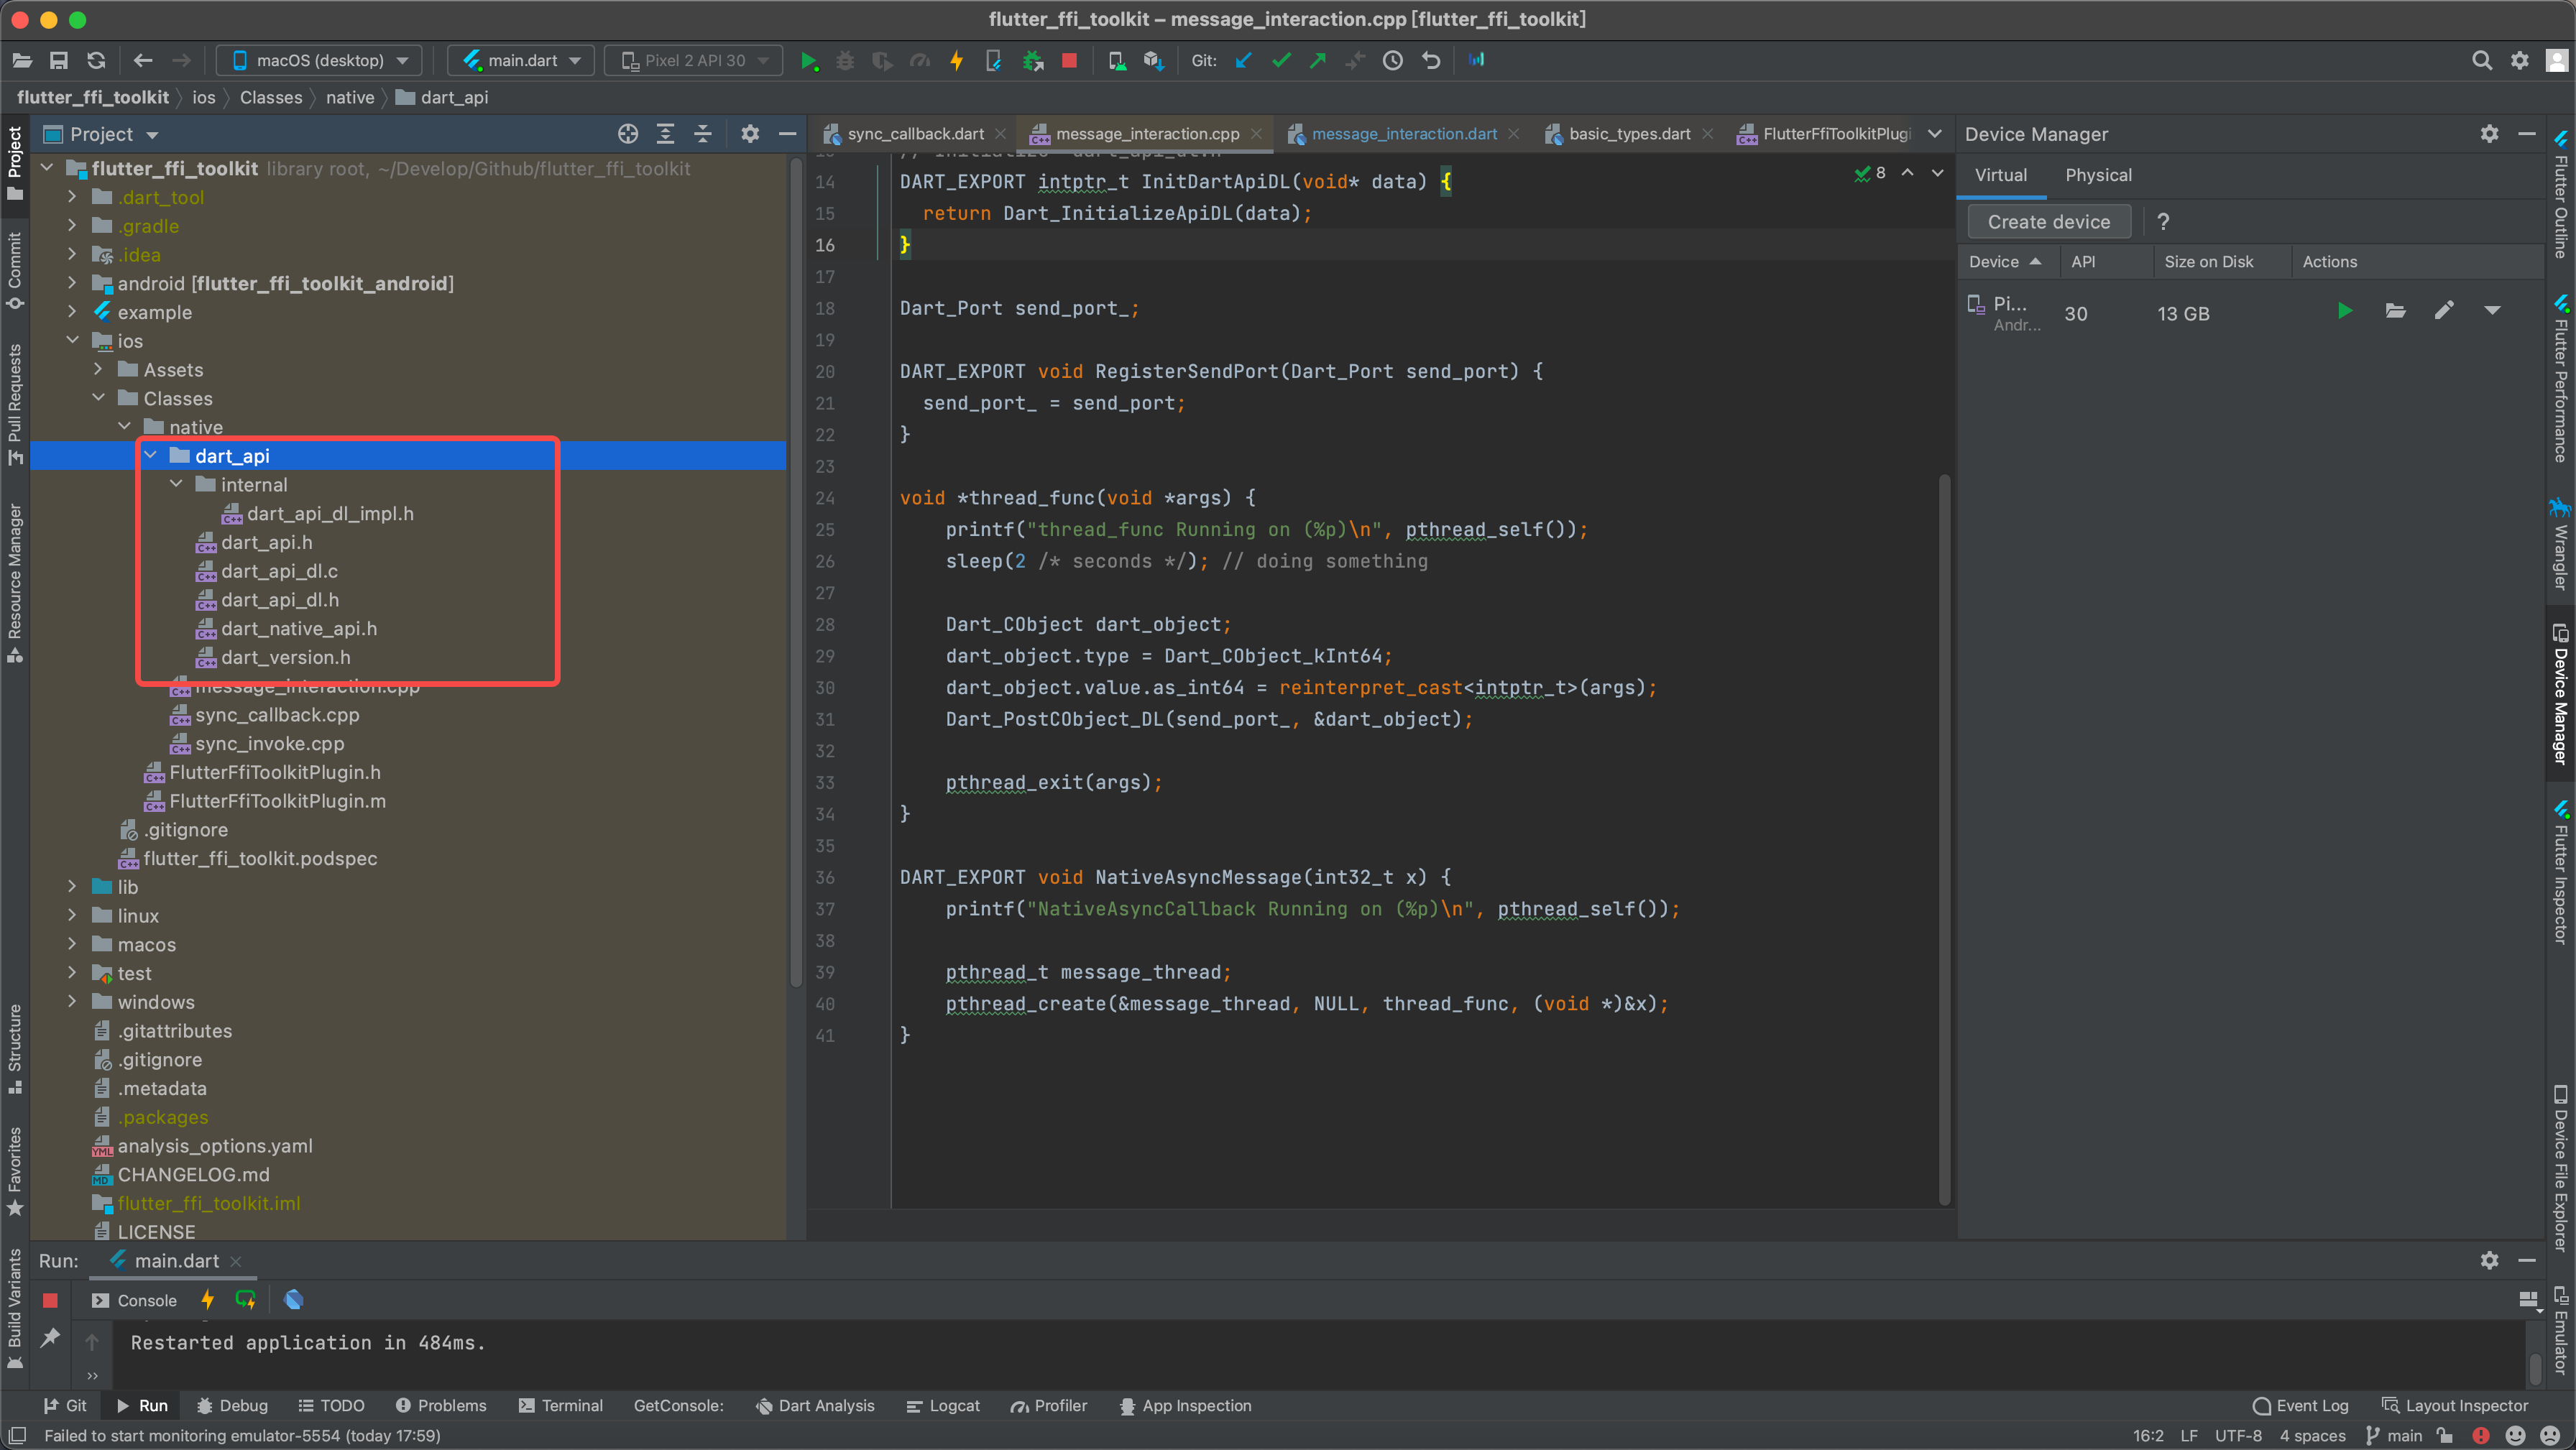 flutter_ffi_toolkit – message_interaction.cpp [flutter_ffi_toolkit]
macOS (desktop)
main.dart
Pixel 2 API 30
Git:
flutter_ffi_toolkit
ios
Classes
native
dart_api
Project
Commit
Pull Requests
Resource Manager
Structure
Favorites
Build Variants
Project
flutter_ffi_toolkit library root, ~/Develop/Github/flutter_ffi_toolkit
.dart_tool
.gradle
.idea
android [flutter_ffi_toolkit_android]
example
ios
Assets
Classes
native
dart_api
internal
dart_api_dl_impl.h
dart_api.h
dart_api_dl.c
dart_api_dl.h
dart_native_api.h
dart_version.h
message_interaction.cpp
sync_callback.cpp
sync_invoke.cpp
FlutterFfiToolkitPlugin.h
FlutterFfiToolkitPlugin.m
.gitignore
flutter_ffi_toolkit.podspec
lib
linux
macos
test
windows
.gitattributes
.gitignore
.metadata
.packages
analysis_options.yaml
CHANGELOG.md
flutter_ffi_toolkit.iml
LICENSE
sync_callback.dart
message_interaction.cpp
message_interaction.dart
basic_types.dart
FlutterFfiToolkitPlugi
8
14 DART_EXPORT intptr_t InitDartApiDL(void* data) {
15 return Dart_InitializeApiDL(data);
16 }
17
18 Dart_Port send_port_;
19
20 DART_EXPORT void RegisterSendPort(Dart_Port send_port) {
21 send_port_ = send_port;
22 }
23
24 void *thread_func(void *args) {
25 printf("thread_func Running on (%p)\n", pthread_self());
26 sleep(2 /* seconds */); // doing something
27
28 Dart_CObject dart_object;
29 dart_object.type = Dart_CObject_kInt64;
30 dart_object.value.as_int64 = reinterpret_cast<intptr_t>(args);
31 Dart_PostCObject_DL(send_port_, &dart_object);
32
33 pthread_exit(args);
34 }
35
36 DART_EXPORT void NativeAsyncMessage(int32_t x) {
37 printf("NativeAsyncCallback Running on (%p)\n", pthread_self());
38
39 pthread_t message_thread;
40 pthread_create(&message_thread, NULL, thread_func, (void *)&x);
41 }
Device Manager
Virtual Physical
Create device ?
Device API Size on Disk Actions
Pi... 30 13 GB
Andr...
Flutter Outline
Flutter Performance
Wrangler
Device Manager
Flutter Inspector
Device File Explorer
Emulator
Run: main.dart
Console
Restarted application in 484ms.
Git Run Debug TODO Problems Terminal GetConsole: Dart Analysis Logcat Profiler App Inspection Event Log Layout Inspector
Failed to start monitoring emulator-5554 (today 17:59) 16:2 LF UTF-8 4 spaces main